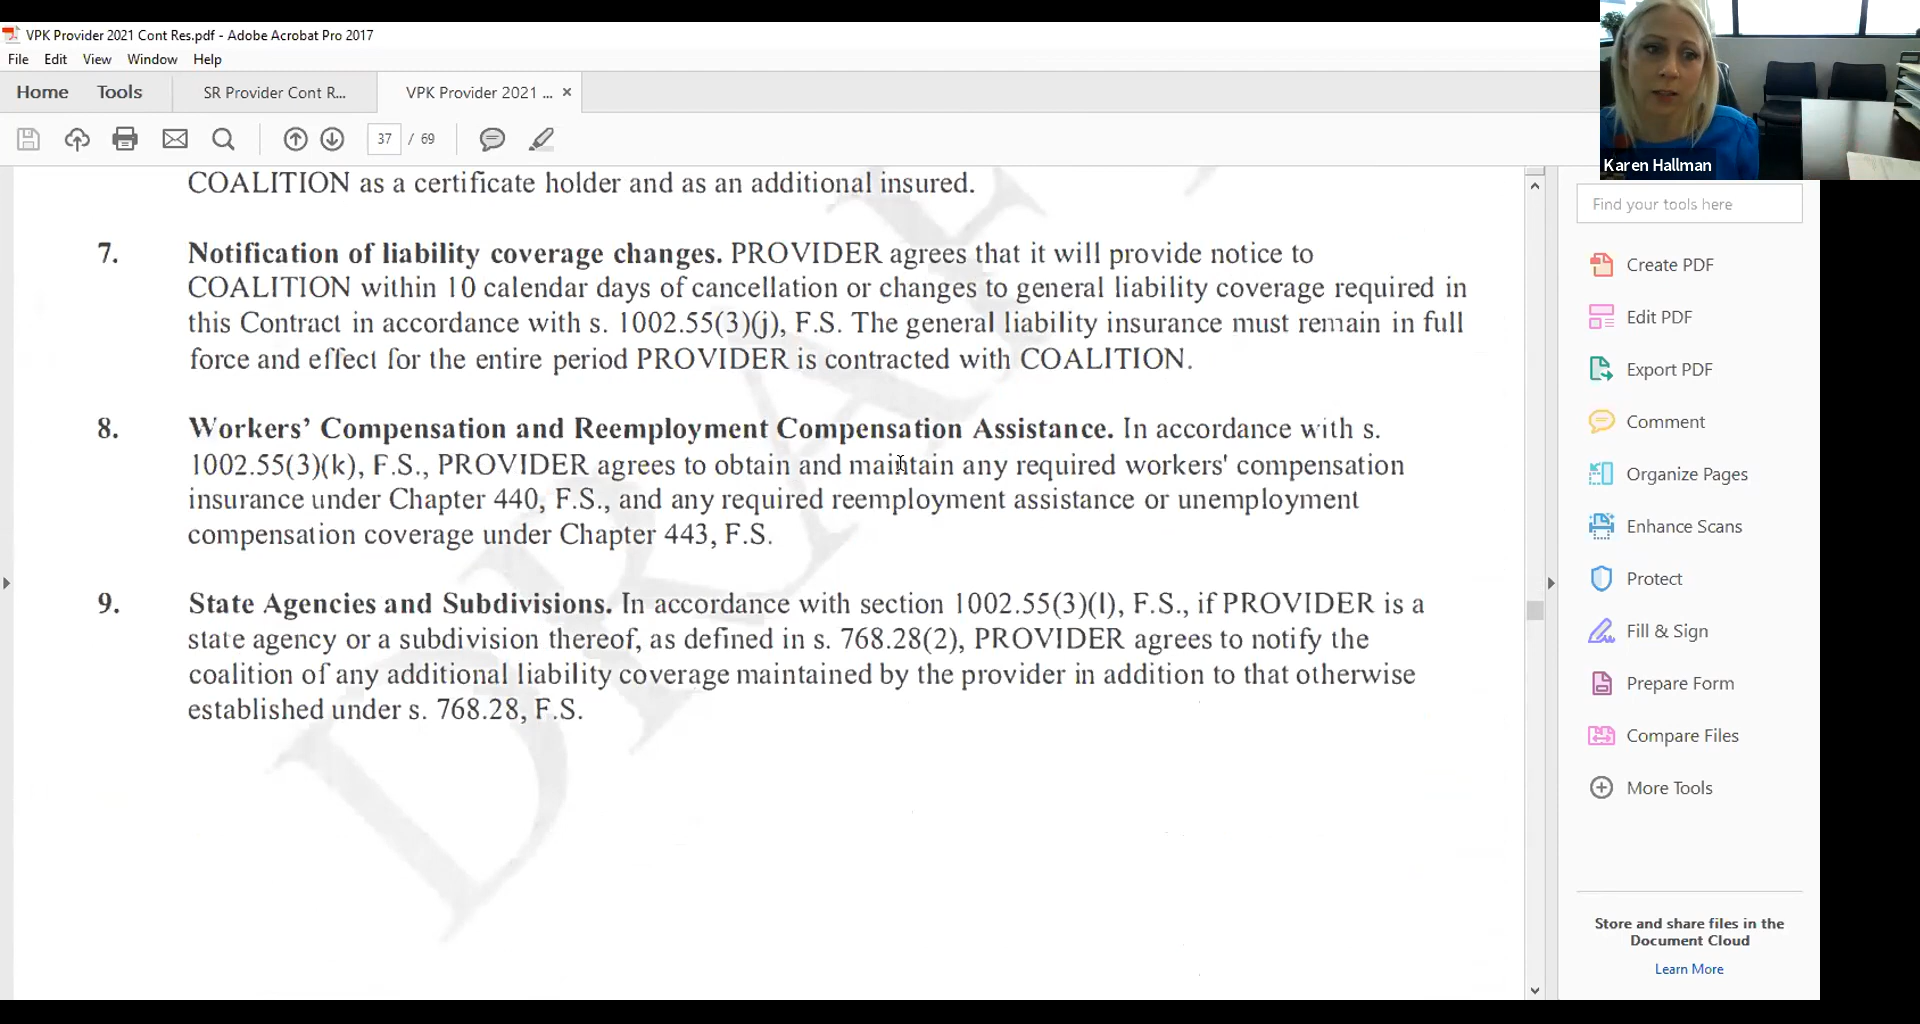 VPK Provider 2021 Cont Res.pdf - Adobe Acrobat Pro 2017
File Edit View Window Help
Home Tools SR Provider Cont R... VPK Provider 2021 ... ×
37 / 69
Karen Hallman
COALITION as a certificate holder and as an additional insured.
7. Notification of liability coverage changes. PROVIDER agrees that it will provide notice to
COALITION within 10 calendar days of cancellation or changes to general liability coverage required in
this Contract in accordance with s. 1002.55(3)(j), F.S. The general liability insurance must remain in full
force and effect for the entire period PROVIDER is contracted with COALITION.
8. Workers’ Compensation and Reemployment Compensation Assistance. In accordance with s.
1002.55(3)(k), F.S., PROVIDER agrees to obtain and maintain any required workers' compensation
insurance under Chapter 440, F.S., and any required reemployment assistance or unemployment
compensation coverage under Chapter 443, F.S.
9. State Agencies and Subdivisions. In accordance with section 1002.55(3)(l), F.S., if PROVIDER is a
state agency or a subdivision thereof, as defined in s. 768.28(2), PROVIDER agrees to notify the
coalition of any additional liability coverage maintained by the provider in addition to that otherwise
established under s. 768.28, F.S.
DRAFT
Find your tools here
Create PDF
Edit PDF
Export PDF
Comment
Organize Pages
Enhance Scans
Protect
Fill & Sign
Prepare Form
Compare Files
More Tools
Store and share files in the
Document Cloud
Learn More